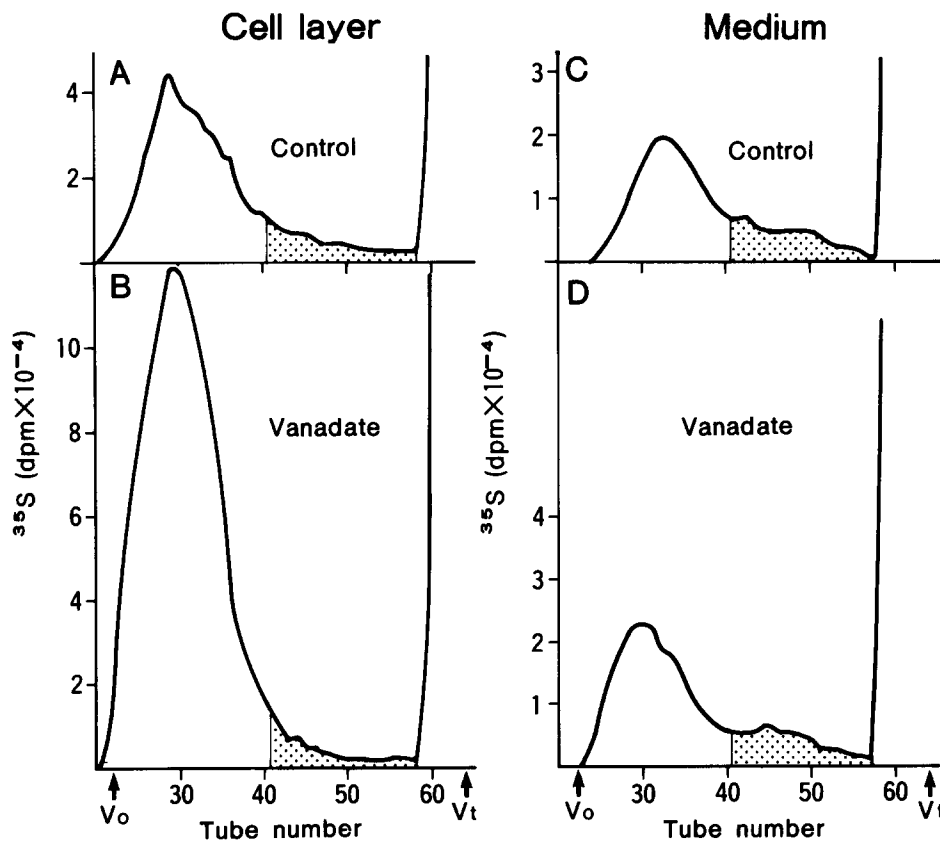 Cell layer
Medium
A
4
2
Control
C
3
2
1
Control
B
10
8
6
4
2
³⁵S (dpm×10⁻⁴)
Vanadate
D
4
3
2
1
³⁵S (dpm×10⁻⁴)
Vanadate
30 40 50 60
Vo
Vt
Tube number
30 40 50 60
Vo
Vt
Tube number